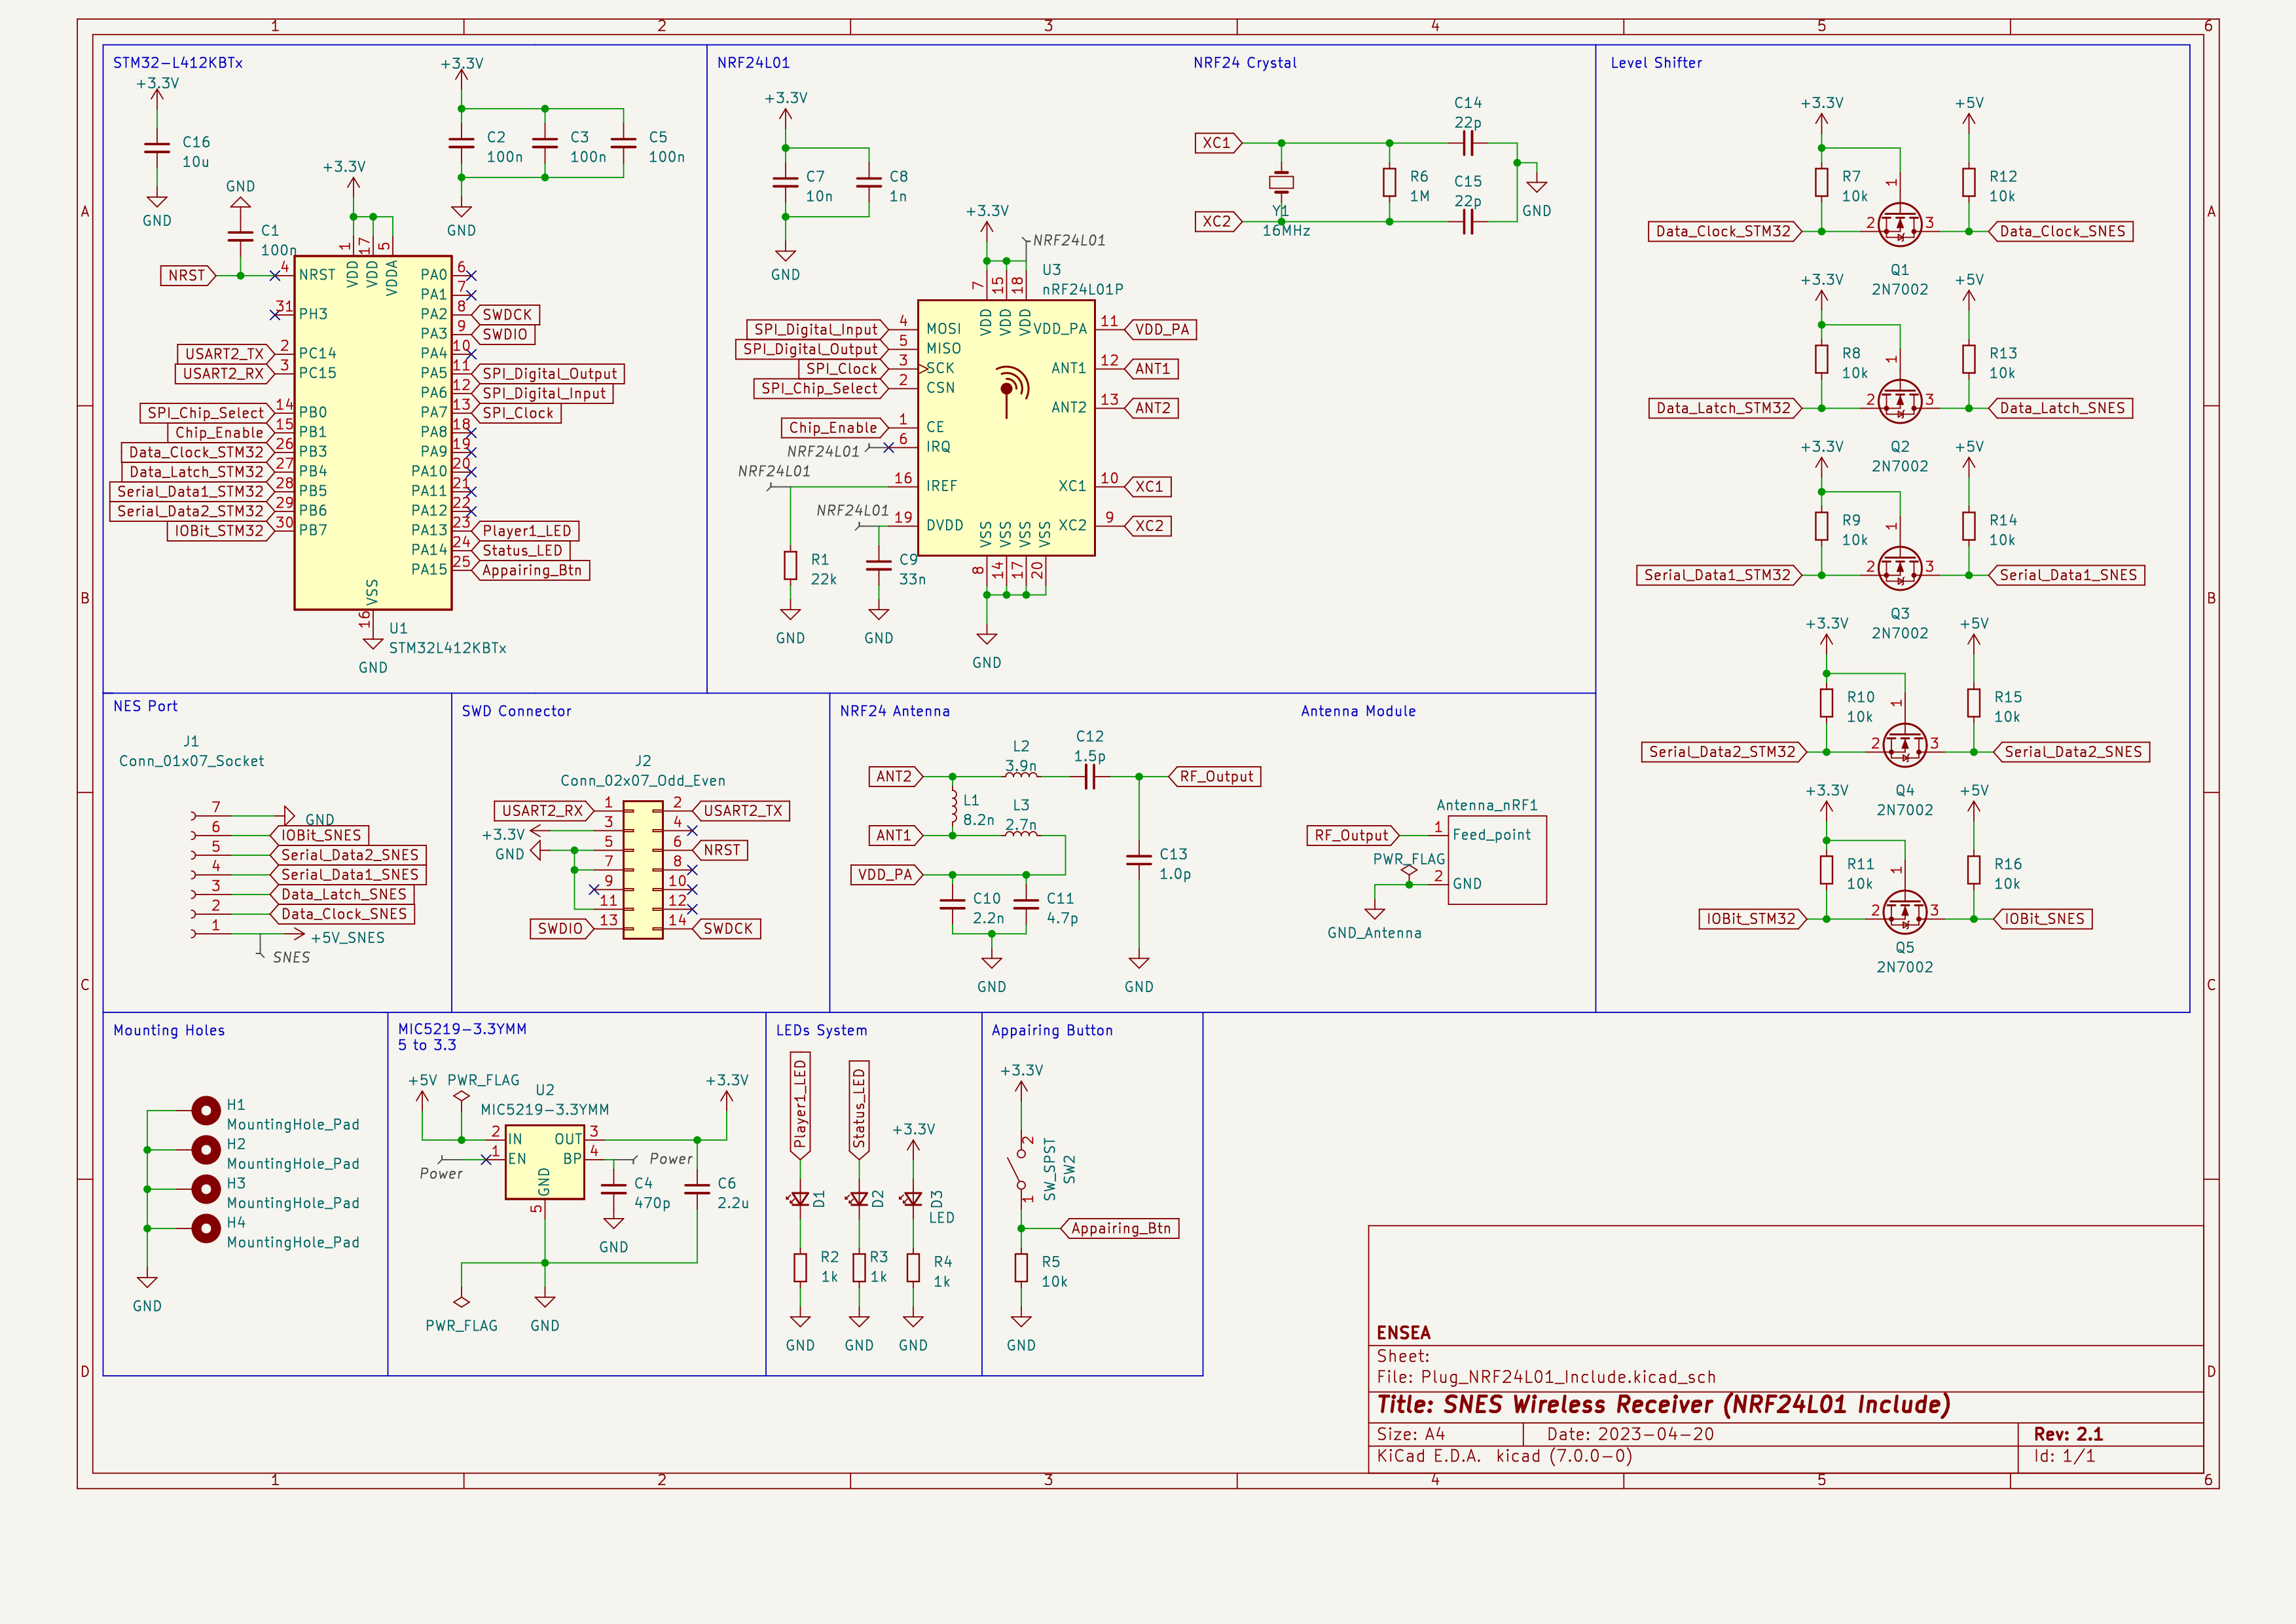 1 2 3 4 5 6
A
B
C
D
STM32-L412KBTx
+3.3V
C16
10u
GND
GND
C1
100n
+3.3V
+3.3V
C2
100n
C3
100n
C5
100n
GND
NRST
4 NRST
31 PH3
USART2_TX 2 PC14
USART2_RX 3 PC15
SPI_Chip_Select 14 PB0
Chip_Enable 15 PB1
Data_Clock_STM32 26 PB3
Data_Latch_STM32 27 PB4
Serial_Data1_STM32 28 PB5
Serial_Data2_STM32 29 PB6
IOBit_STM32 30 PB7
1 VDD
17 VDD
5 VDDA
PA0 6
PA1 7
PA2 8 SWDCK
PA3 9 SWDIO
PA4 10
PA5 11 SPI_Digital_Output
PA6 12 SPI_Digital_Input
PA7 13 SPI_Clock
PA8 18
PA9 19
PA10 20
PA11 21
PA12 22
PA13 23 Player1_LED
PA14 24 Status_LED
PA15 25 Appairing_Btn
VSS 16
GND
U1
STM32L412KBTx
NRF24L01
+3.3V
C7
10n
C8
1n
GND
+3.3V
NRF24L01
U3
nRF24L01P
7 VDD
15 VDD
18 VDD
SPI_Digital_Input 4 MOSI
SPI_Digital_Output 5 MISO
SPI_Clock 3 SCK
SPI_Chip_Select 2 CSN
Chip_Enable 1 CE
NRF24L01 6 IRQ
NRF24L01 16 IREF
NRF24L01 19 DVDD
VDD_PA 11 VDD_PA
ANT1 12 ANT1
ANT2 13 ANT2
XC1 10 XC1
XC2 9 XC2
VSS 8
VSS 14
VSS 17
VSS 20
R1
22k
GND
C9
33n
GND
GND
NRF24 Crystal
XC1
XC2
Y1
16MHz
R6
1M
C14
22p
C15
22p
GND
Level Shifter
+3.3V +5V
R7
10k
R12
10k
1
Data_Clock_STM32 2 3 Data_Clock_SNES
Q1
2N7002
+3.3V +5V
R8
10k
R13
10k
1
Data_Latch_STM32 2 3 Data_Latch_SNES
Q2
2N7002
+3.3V +5V
R9
10k
R14
10k
1
Serial_Data1_STM32 2 3 Serial_Data1_SNES
Q3
2N7002
+3.3V +5V
R10
10k
R15
10k
1
Serial_Data2_STM32 2 3 Serial_Data2_SNES
Q4
2N7002
+3.3V +5V
R11
10k
R16
10k
1
IOBit_STM32 2 3 IOBit_SNES
Q5
2N7002
NES Port
J1
Conn_01x07_Socket
7 GND
6 IOBit_SNES
5 Serial_Data2_SNES
4 Serial_Data1_SNES
3 Data_Latch_SNES
2 Data_Clock_SNES
1 +5V_SNES
SNES
SWD Connector
J2
Conn_02x07_Odd_Even
USART2_RX 1 2 USART2_TX
+3.3V 3 4
GND 5 6 NRST
7 8
9 10
11 12
SWDIO 13 14 SWDCK
NRF24 Antenna
ANT2
L2
3.9n
C12
1.5p
RF_Output
L1
8.2n
ANT1
L3
2.7n
VDD_PA
C10
2.2n
C11
4.7p
GND
C13
1.0p
GND
Antenna Module
Antenna_nRF1
RF_Output 1 Feed_point
PWR_FLAG
2 GND
GND_Antenna
Mounting Holes
H1
MountingHole_Pad
H2
MountingHole_Pad
H3
MountingHole_Pad
H4
MountingHole_Pad
GND
MIC5219-3.3YMM
5 to 3.3
+5V PWR_FLAG
U2
MIC5219-3.3YMM
+3.3V
2 IN OUT 3
1 EN BP 4
Power
Power
GND
5
C4
470p
GND
C6
2.2u
PWR_FLAG
GND
LEDs System
Player1_LED
Status_LED
+3.3V
D1
D2
D3
LED
R2
1k
R3
1k
R4
1k
GND
GND
GND
Appairing Button
+3.3V
2
SW_SPST
SW2
1
Appairing_Btn
R5
10k
GND
ENSEA
Sheet:
File: Plug_NRF24L01_Include.kicad_sch
Title: SNES Wireless Receiver (NRF24L01 Include)
Size: A4 Date: 2023-04-20 Rev: 2.1
KiCad E.D.A. kicad (7.0.0-0) Id: 1/1
A
B
C
D
1 2 3 4 5 6